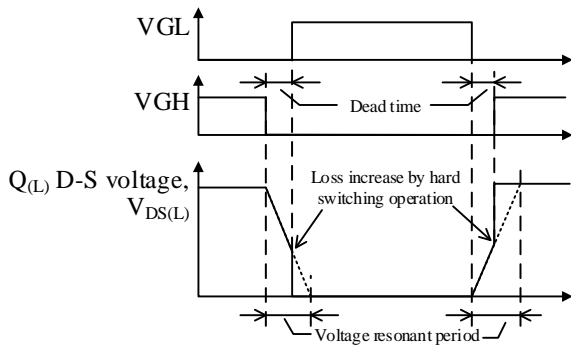 VGL
VGH
Dead time
Q(L) D-S voltage,
VDS(L)
Loss increase by hard
switching operation
Voltage resonant period